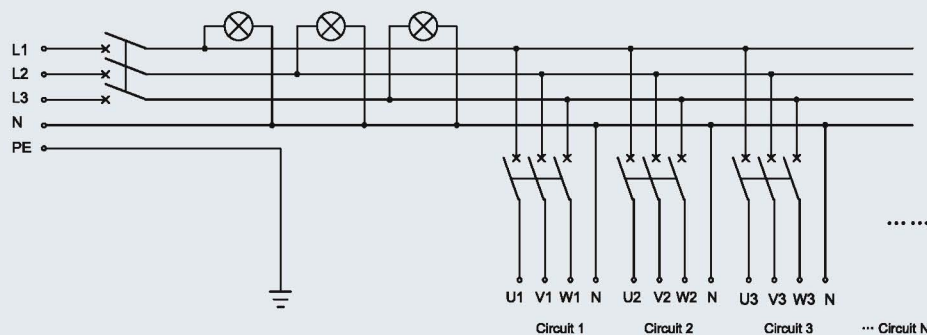 L1
L2
L3
N
PE
U1 V1 W1 N U2 V2 W2 N U3 V3 W3 N
Circuit 1 Circuit 2 Circuit 3 ··· Circuit N